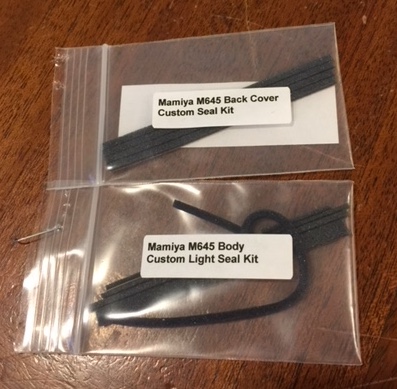 Mamiya M645 Back Cover
Custom Seal Kit
Mamiya M645 Body
Custom Light Seal Kit